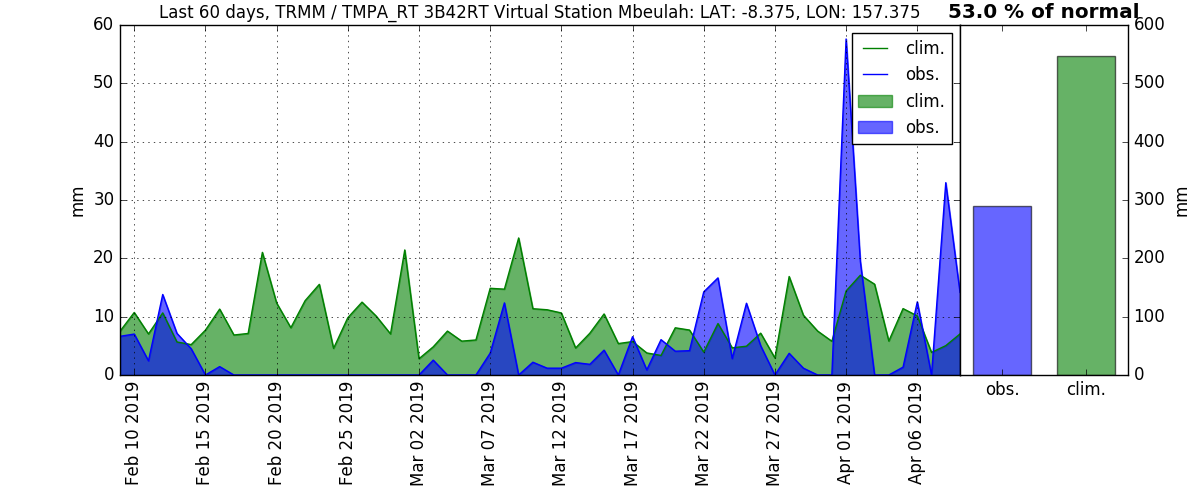 Last 60 days, TRMM / TMPA_RT 3B42RT Virtual Station Mbeulah: LAT: -8.375, LON: 157.375
53.0 % of normal
60
50
40
30
20
10
0
mm
clim.
obs.
clim.
obs.
600
500
400
300
200
100
0
mm
obs.
clim.
Feb 10 2019
Feb 15 2019
Feb 20 2019
Feb 25 2019
Mar 02 2019
Mar 07 2019
Mar 12 2019
Mar 17 2019
Mar 22 2019
Mar 27 2019
Apr 01 2019
Apr 06 2019